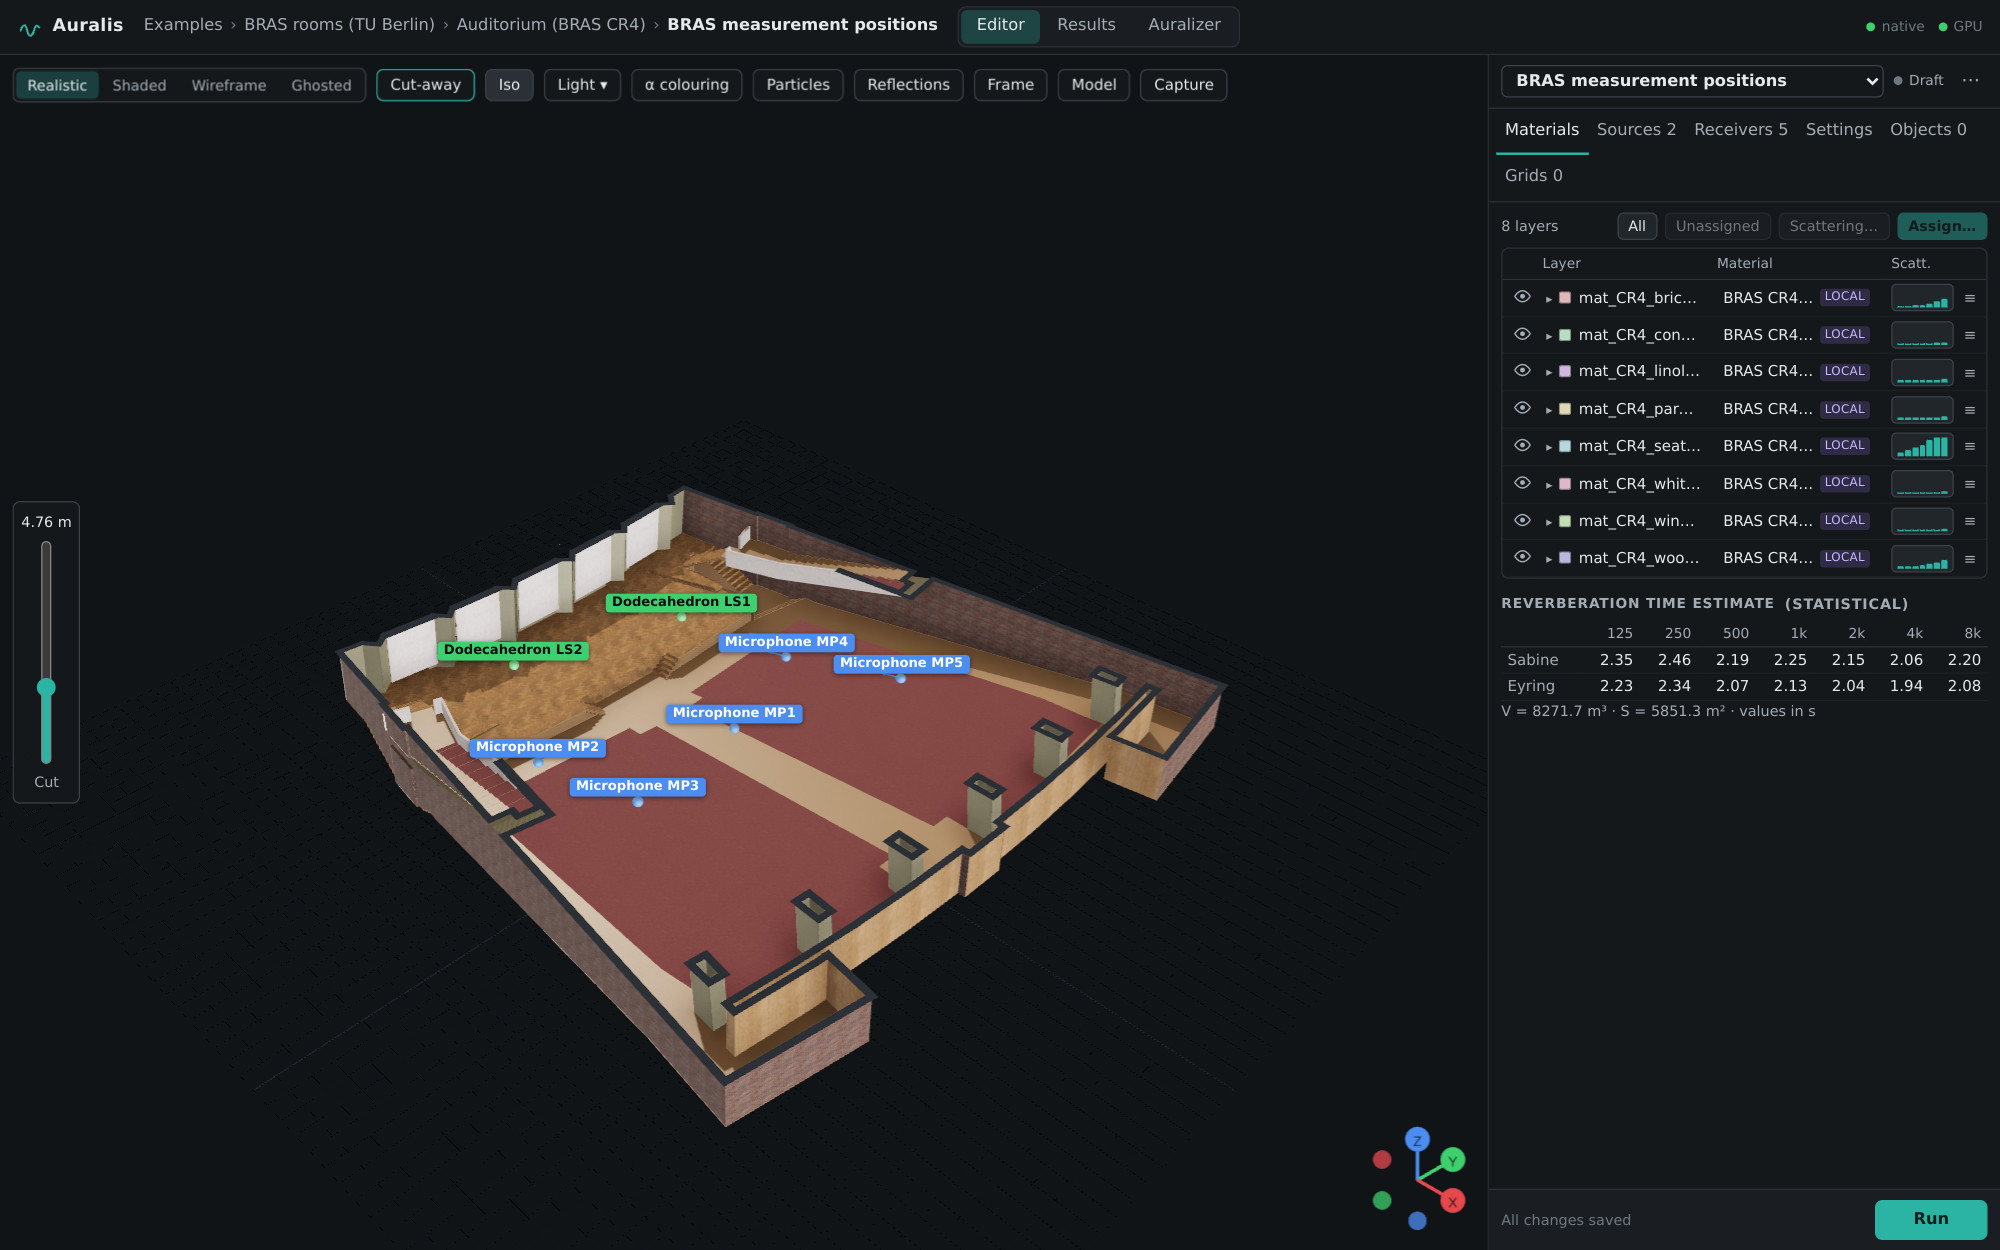 Auralis Examples › BRAS rooms (TU Berlin) › Auditorium (BRAS CR4) › BRAS measurement positions Editor Results Auralizer native GPU
Realistic Shaded Wireframe Ghosted Cut-away Iso Light ▾ α colouring Particles Reflections Frame Model Capture
4.76 m
Cut
Dodecahedron LS1
Dodecahedron LS2
Microphone MP4
Microphone MP5
Microphone MP1
Microphone MP2
Microphone MP3
Z
Y
X
BRAS measurement positions Draft ···
Materials Sources 2 Receivers 5 Settings Objects 0
Grids 0
8 layers All Unassigned Scattering... Assign...
Layer Material Scatt.
mat_CR4_bric... BRAS CR4... LOCAL
mat_CR4_con... BRAS CR4... LOCAL
mat_CR4_linol... BRAS CR4... LOCAL
mat_CR4_par... BRAS CR4... LOCAL
mat_CR4_seat... BRAS CR4... LOCAL
mat_CR4_whit... BRAS CR4... LOCAL
mat_CR4_win... BRAS CR4... LOCAL
mat_CR4_woo... BRAS CR4... LOCAL
REVERBERATION TIME ESTIMATE (STATISTICAL)
125 250 500 1k 2k 4k 8k
Sabine 2.35 2.46 2.19 2.25 2.15 2.06 2.20
Eyring 2.23 2.34 2.07 2.13 2.04 1.94 2.08
V = 8271.7 m³ · S = 5851.3 m² · values in s
All changes saved Run